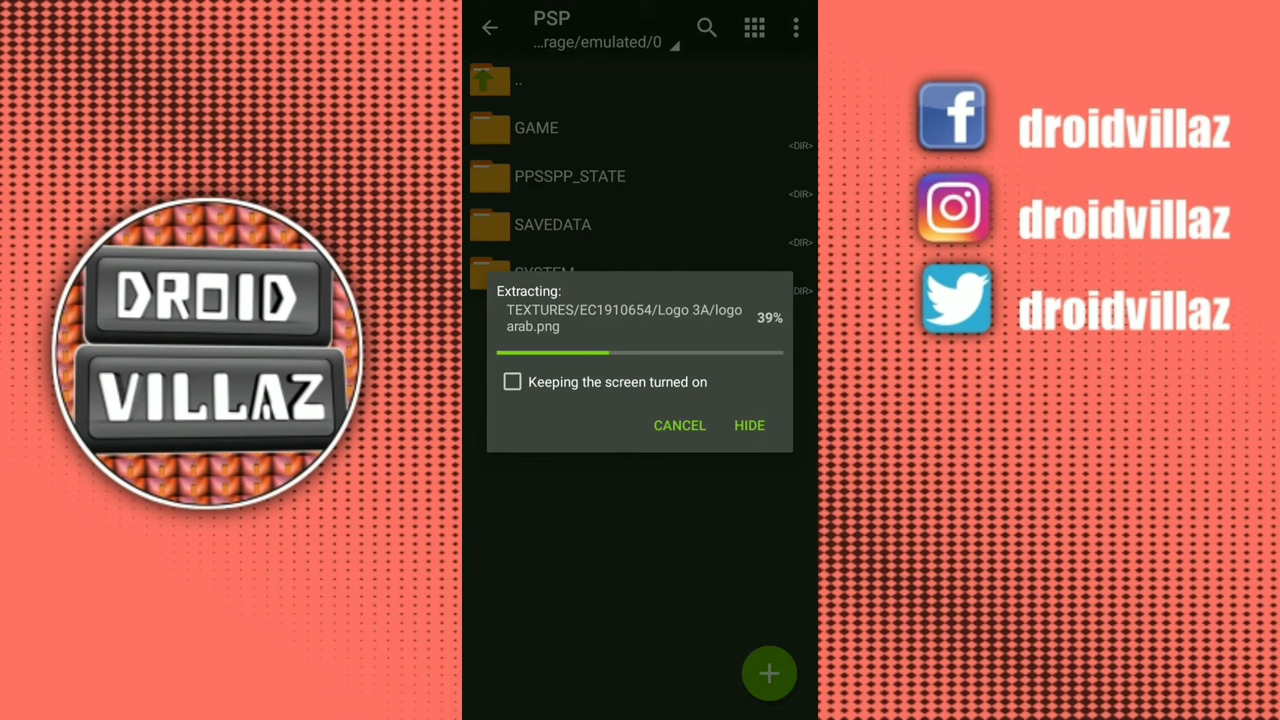 DROID
VILLAZ
PSP
...rage/emulated/0
..
GAME
<DIR>
PPSSPP_STATE
<DIR>
SAVEDATA
<DIR>
SYSTEM
<DIR>
Extracting:
TEXTURES/EC1910654/Logo 3A/logo
arab.png
39%
Keeping the screen turned on
CANCEL HIDE
droidvillaz
droidvillaz
droidvillaz